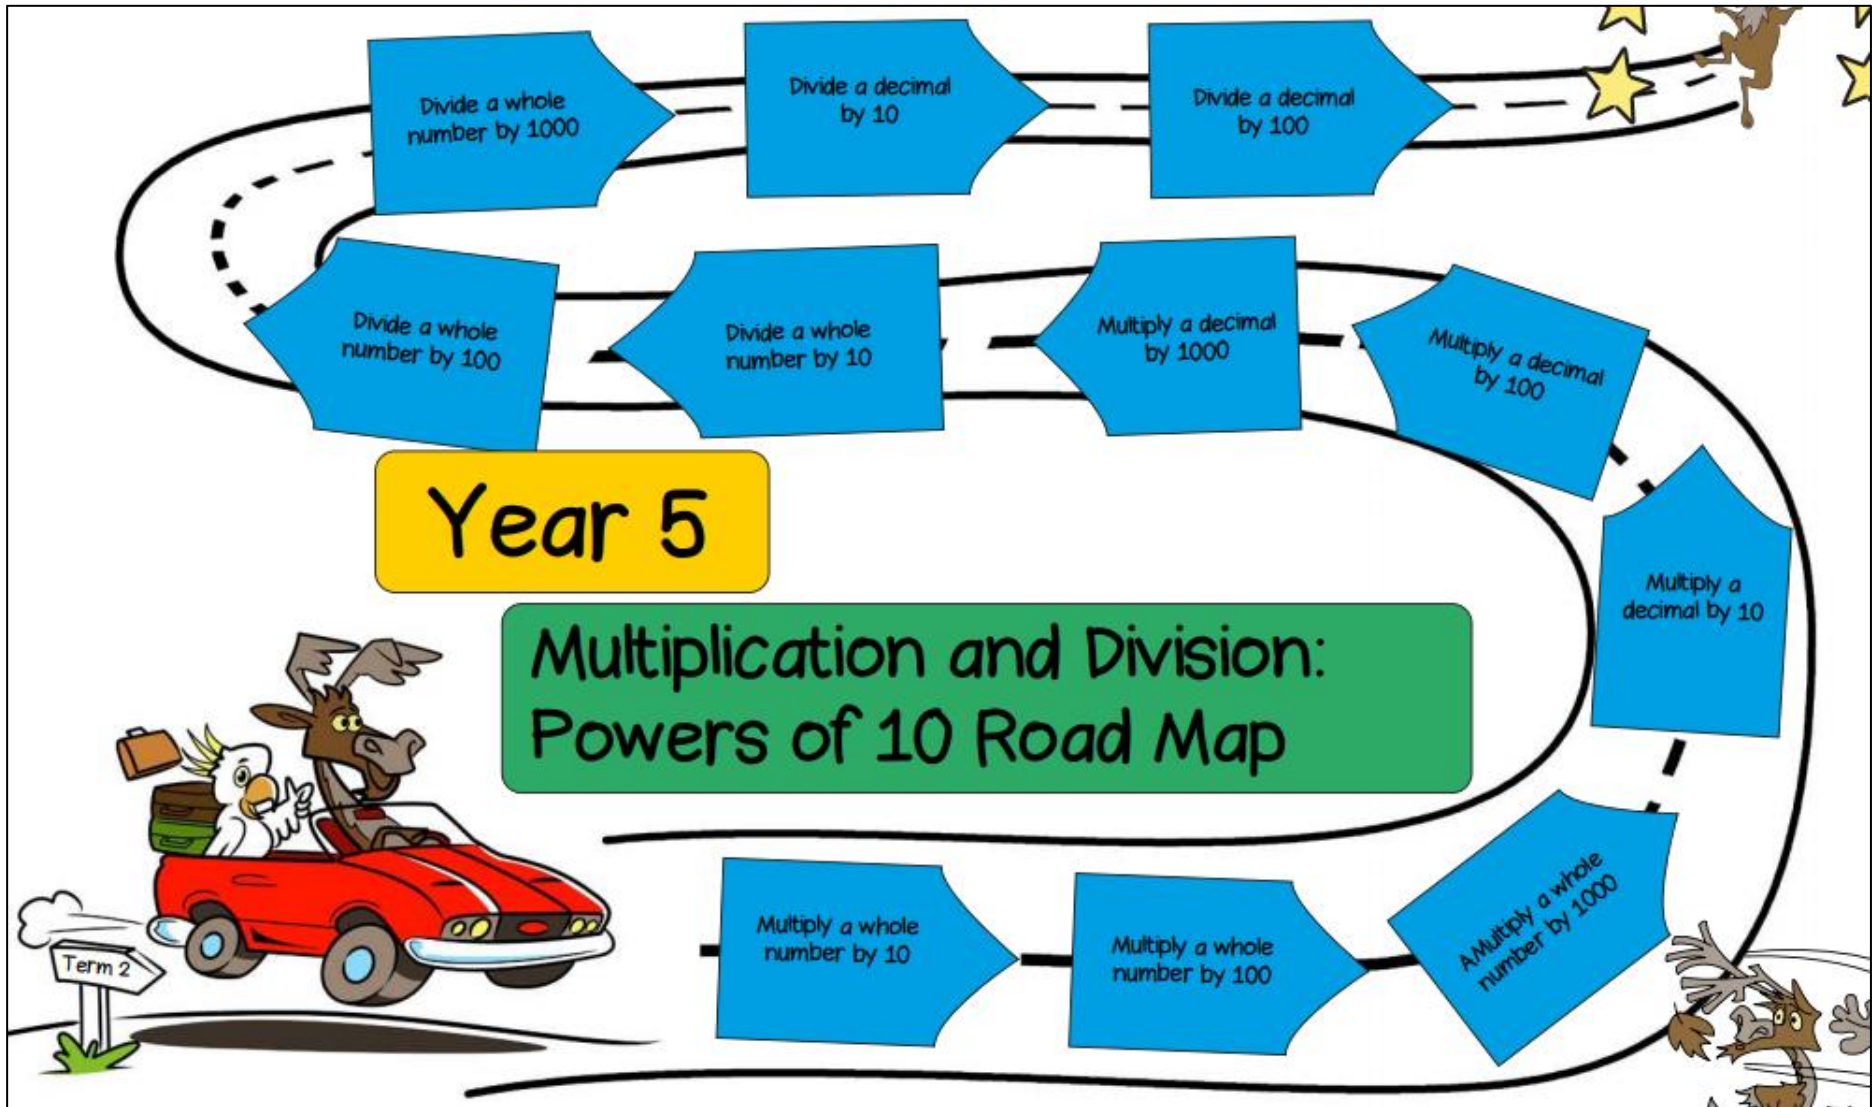 Divide a whole
number by 1000
Divide a decimal
by 10
Divide a decimal
by 100
Divide a whole
number by 100
Divide a whole
number by 10
Multiply a decimal
by 1000
Multiply a decimal
by 100
Year 5
Multiply a
decimal by 10
Multiplication and Division:
Powers of 10 Road Map
Multiply a whole
number by 10
Multiply a whole
number by 100
AMultiply a whole
number by 1000
Term 2